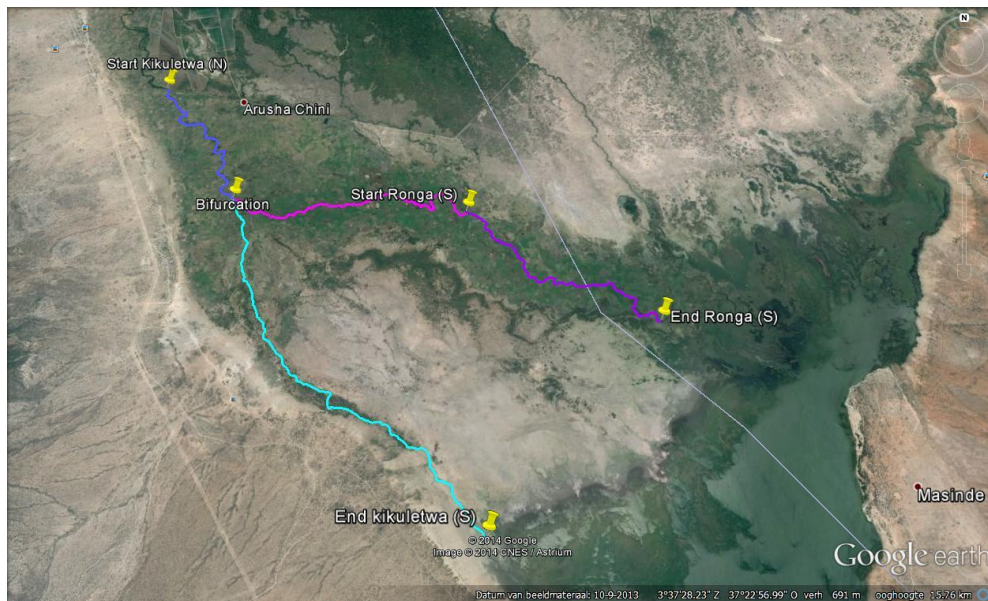 N
Start Kikuletwa (N)
Arusha Chini
Start Ronga (S)
Bifurcation
End Ronga (S)
Masinde
End kikuletwa (S)
© 2014 Google
Image © 2014 CNES / Astrium
Google earth
Datum van beeldmateriaal: 10-9-2013 3°37'28.23" Z 37°22'56.99" O verh 691 m ooghoogte 15.76 km